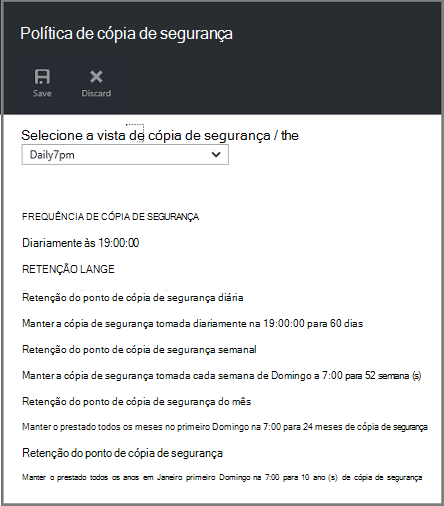 Política de cópia de segurança
Save Discard
Selecione a vista de cópia de segurança / the
Daily7pm
FREQUÊNCIA DE CÓPIA DE SEGURANÇA
Diariamente às 19:00:00
RETENÇÃO LANGE
Retenção do ponto de cópia de segurança diária
Manter a cópia de segurança tomada diariamente na 19:00:00 para 60 dias
Retenção do ponto de cópia de segurança semanal
Manter a cópia de segurança tomada cada semana de Domingo a 7:00 para 52 semana (s)
Retenção do ponto de cópia de segurança do mês
Manter o prestado todos os meses no primeiro Domingo na 7:00 para 24 meses de cópia de segurança
Retenção do ponto de cópia de segurança
Manter o prestado todos os anos em Janeiro primeiro Domingo na 7:00 para 10 ano (s) de cópia de segurança